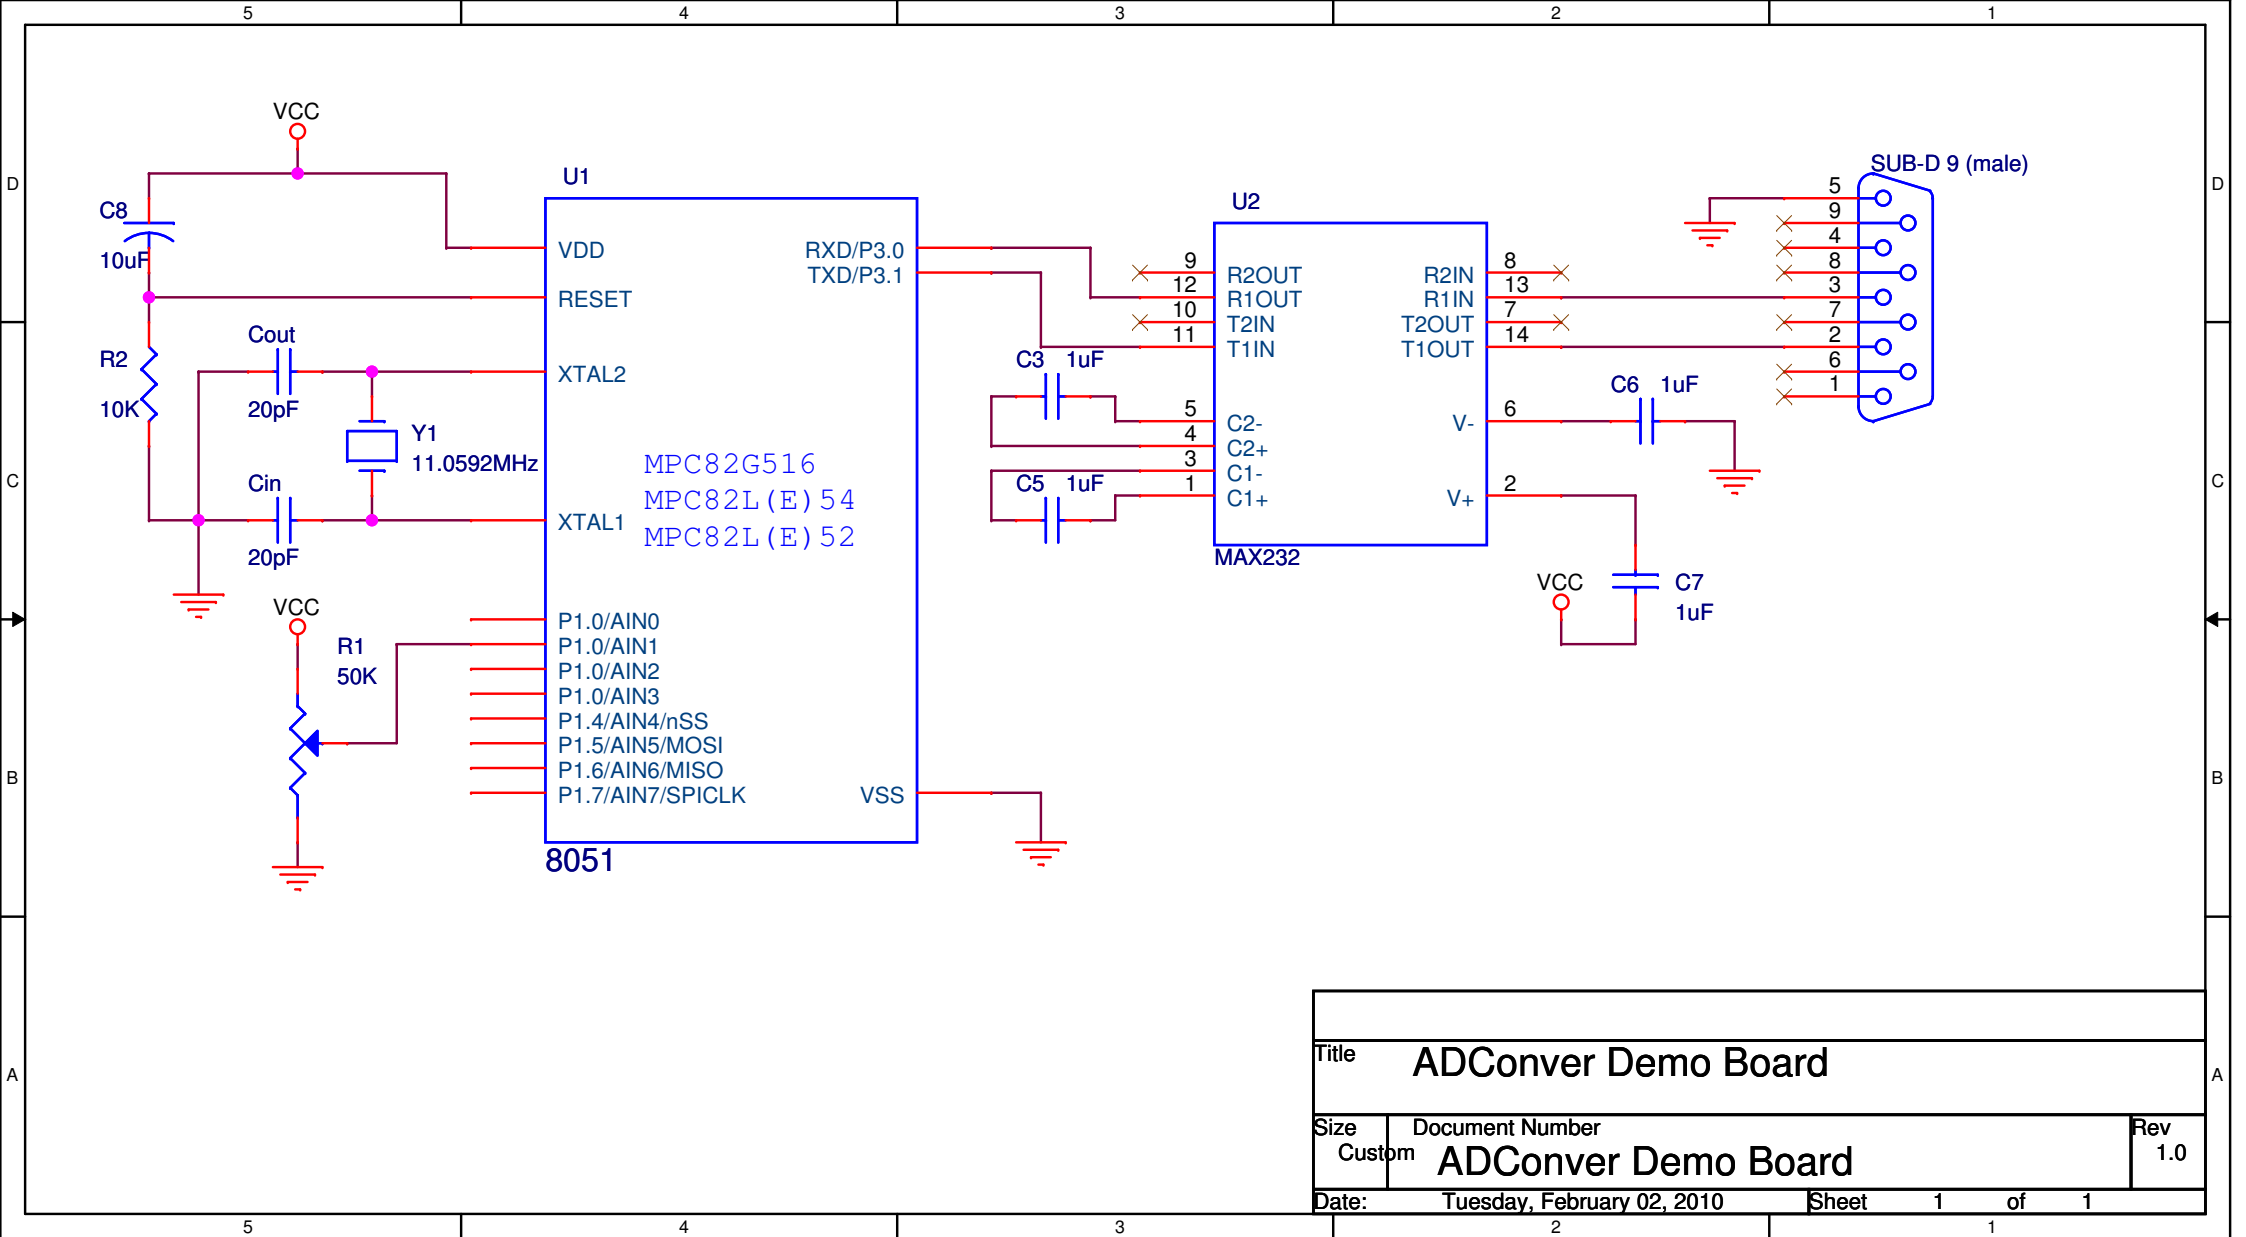 5 4 3 2 1
D
D
C
C
B
B
A
A
VCC
C8
10uF
R2
10K
Cout
20pF
Cin
20pF
Y1
11.0592MHz
VCC
R1
50K
U1
VDD
RESET
XTAL2
XTAL1
RXD/P3.0
TXD/P3.1
MPC82G516
MPC82L(E)54
MPC82L(E)52
P1.0/AIN0
P1.0/AIN1
P1.0/AIN2
P1.0/AIN3
P1.4/AIN4/nSS
P1.5/AIN5/MOSI
P1.6/AIN6/MISO
P1.7/AIN7/SPICLK
VSS
8051
C3 1uF
C5 1uF
U2
9 R2OUT R2IN 8
12 R1OUT R1IN 13
10 T2IN T2OUT 7
11 T1IN T1OUT 14
5 C2- V- 6
4 C2+
3 C1-
1 C1+ V+ 2
MAX232
C6 1uF
VCC
C7
1uF
SUB-D 9 (male)
5
9
4
8
3
7
2
6
1
Title
ADConver Demo Board
Size
Custom
Document Number
ADConver Demo Board
Rev
1.0
Date: Tuesday, February 02, 2010 Sheet 1 of 1
5 4 3 2 1